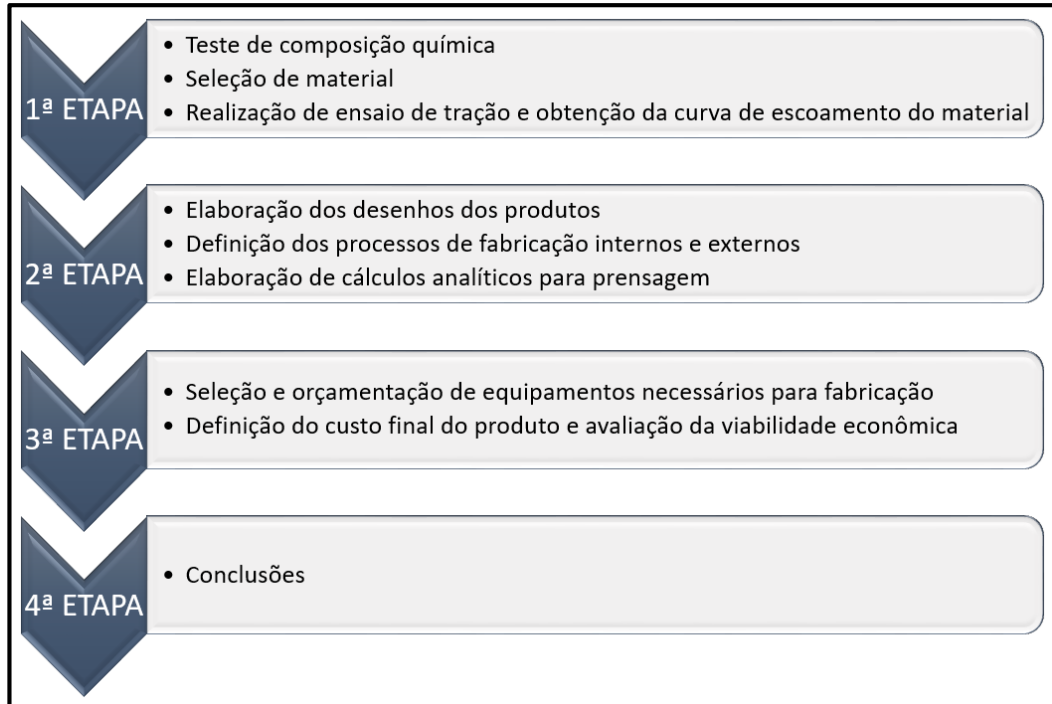 1ª ETAPA
• Teste de composição química
• Seleção de material
• Realização de ensaio de tração e obtenção da curva de escoamento do material
2ª ETAPA
• Elaboração dos desenhos dos produtos
• Definição dos processos de fabricação internos e externos
• Elaboração de cálculos analíticos para prensagem
3ª ETAPA
• Seleção e orçamentação de equipamentos necessários para fabricação
• Definição do custo final do produto e avaliação da viabilidade econômica
4ª ETAPA
• Conclusões